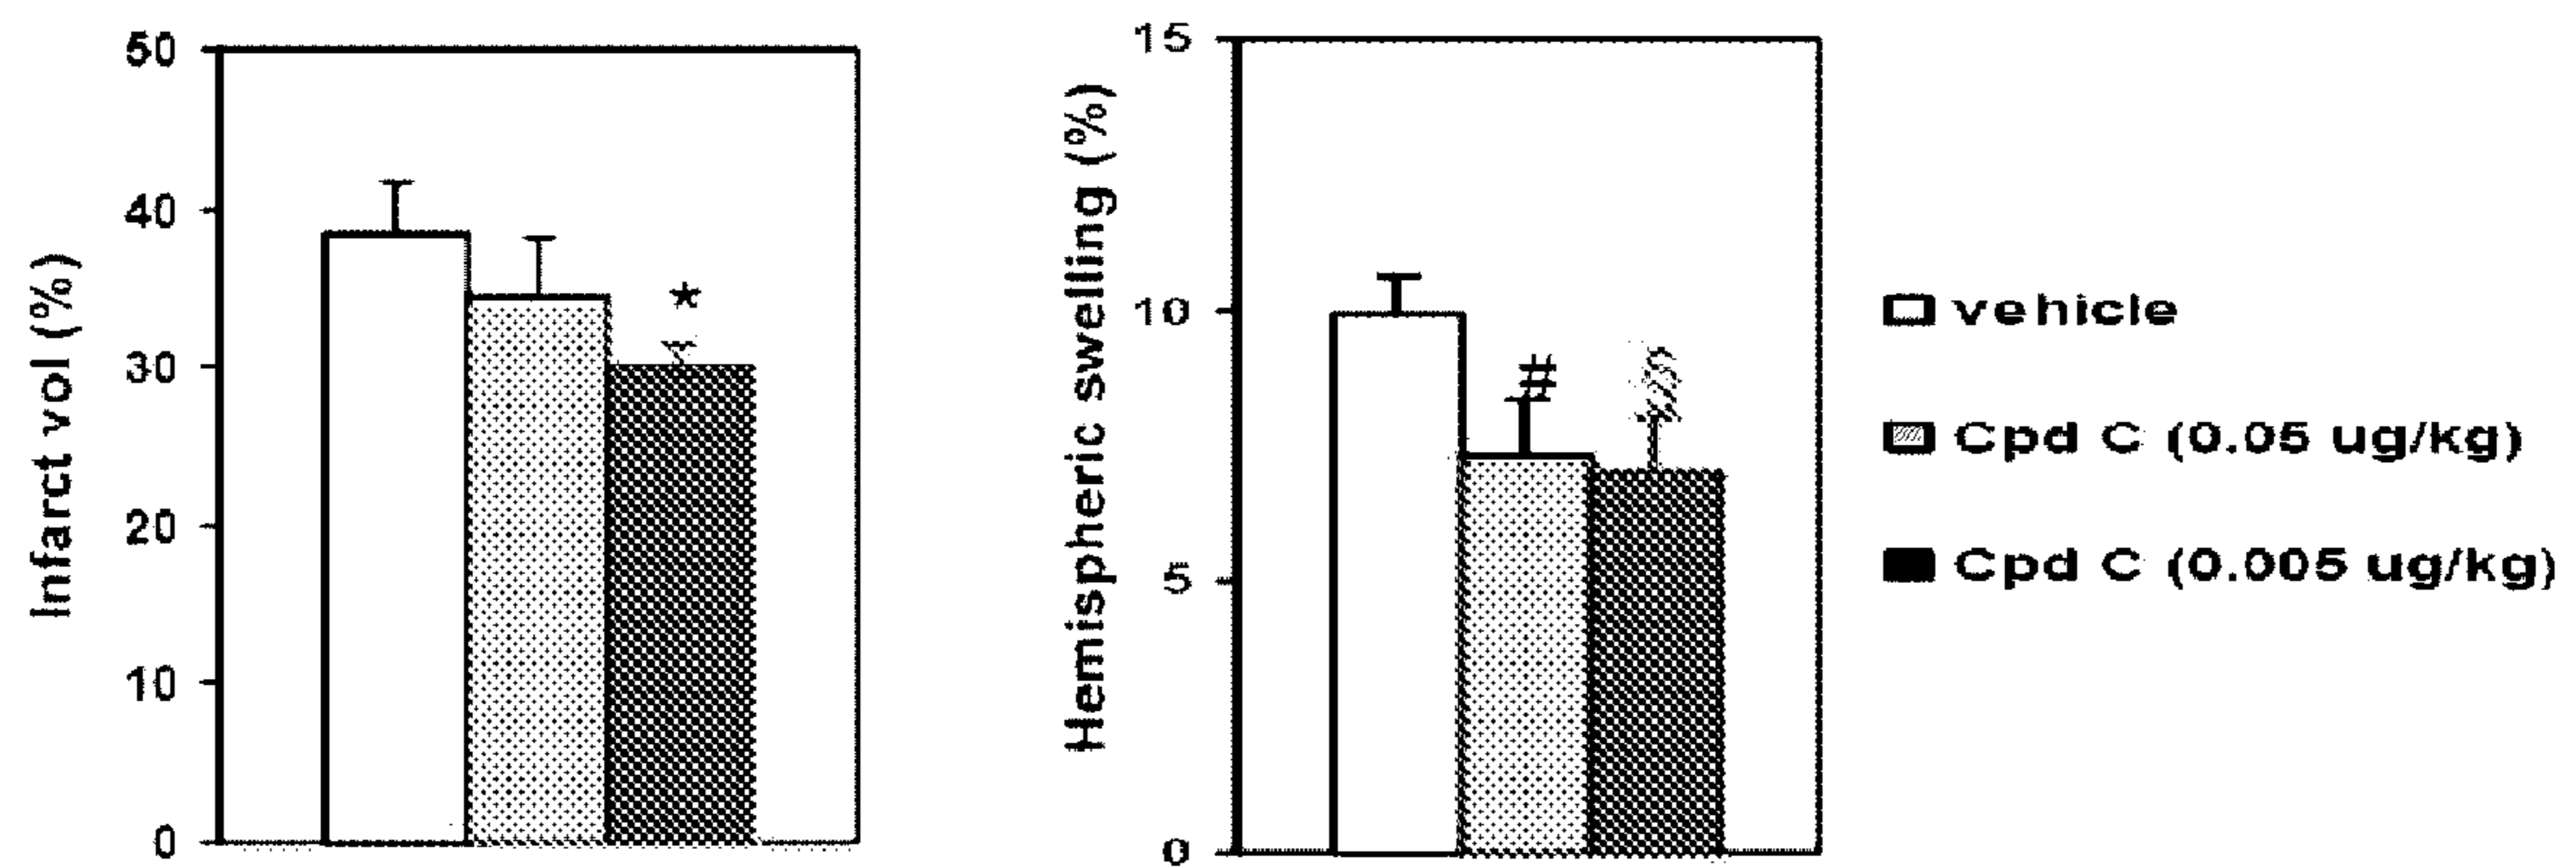 Infarct vol (%)
50
40
30
20
10
0
*
Hemispheric swelling (%)
15
10
5
0
#
vehicle
Cpd C (0.05 ug/kg)
Cpd C (0.005 ug/kg)